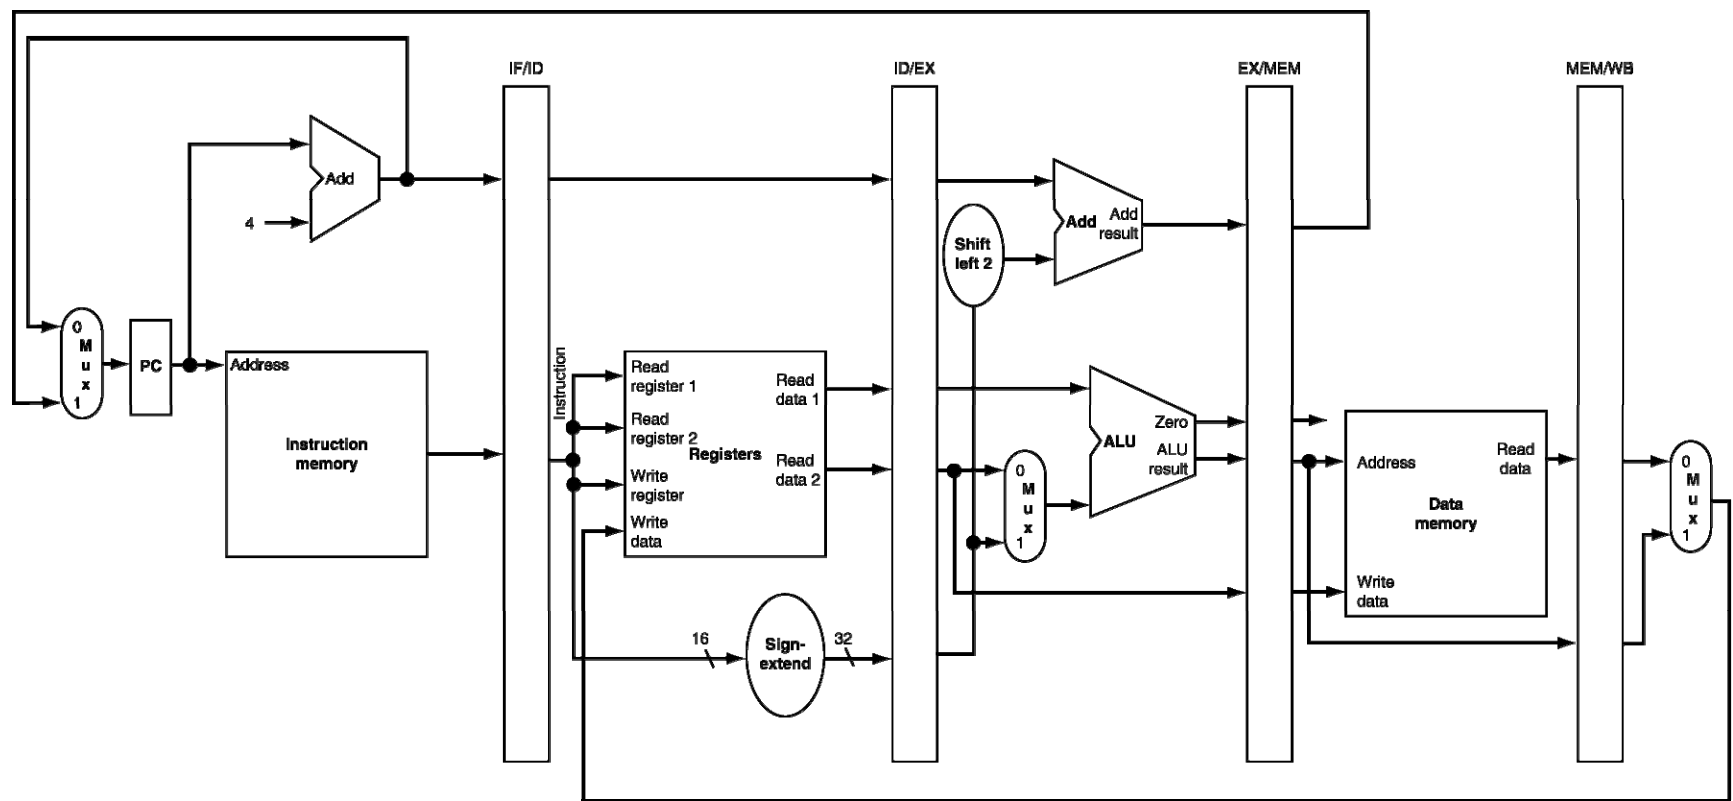 IF/ID
ID/EX
EX/MEM
MEM/WB
Add
4
Add
Add
result
Shift
left 2
0
M
u
x
1
PC
Address
Instruction
memory
Instruction
Read
register 1
Read
register 2
Write
register
Write
data
Registers
Read
data 1
Read
data 2
16
Sign-
extend
32
0
M
u
x
1
Zero
ALU
ALU
result
Address
Read
data
Data
memory
Write
data
0
M
u
x
1